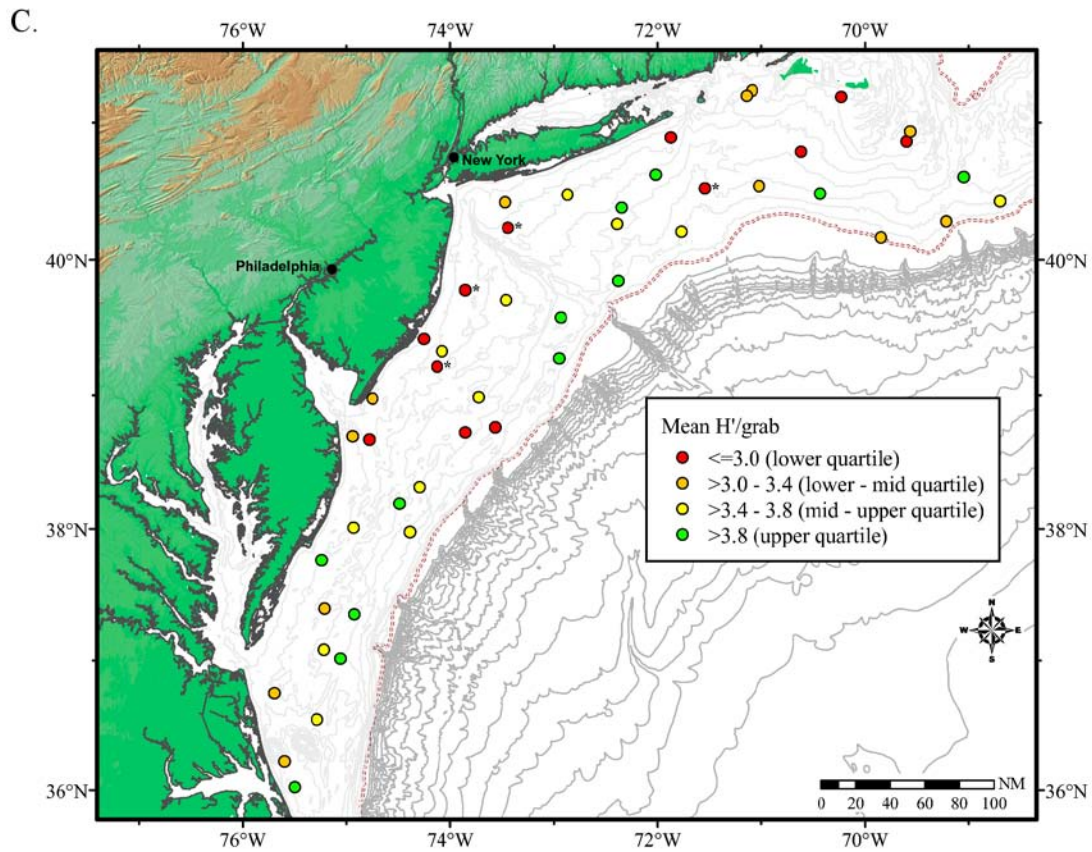 C.
76°W 74°W 72°W 70°W
New York
*
*
40°N
Philadelphia
40°N
*
*
Mean H'/grab
<=3.0 (lower quartile)
>3.0 - 3.4 (lower - mid quartile)
>3.4 - 3.8 (mid - upper quartile)
>3.8 (upper quartile)
38°N
38°N
N
W E
S
NM
0 20 40 60 80 100
36°N
36°N
76°W 74°W 72°W 70°W